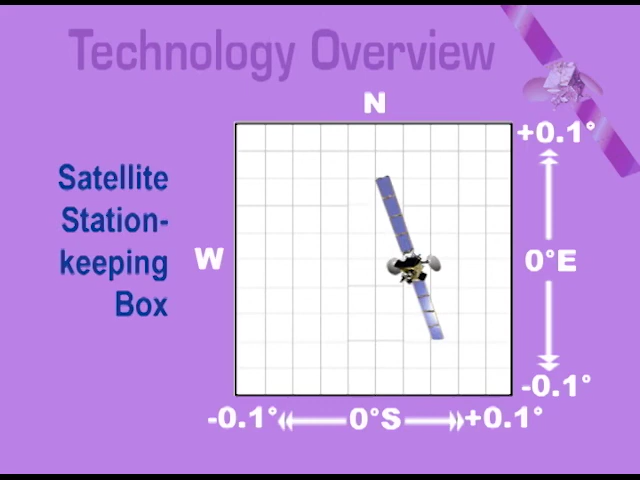 Technology Overview
N
+0.1°
Satellite
Station-
keeping
Box
W
0°E
-0.1°
-0.1° 0°S +0.1°